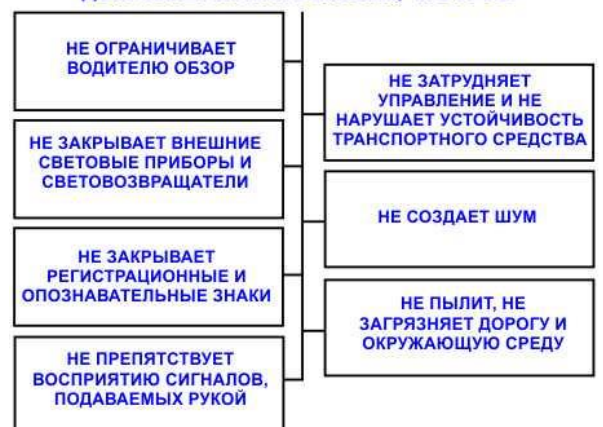 НЕ ОГРАНИЧИВАЕТ
ВОДИТЕЛЮ ОБЗОР
НЕ ЗАКРЫВАЕТ ВНЕШНИЕ
СВЕТОВЫЕ ПРИБОРЫ И
СВЕТОВОЗВРАЩАТЕЛИ
НЕ ЗАКРЫВАЕТ
РЕГИСТРАЦИОННЫЕ И
ОПОЗНАВАТЕЛЬНЫЕ ЗНАКИ
НЕ ПРЕПЯТСТВУЕТ
ВОСПРИЯТИЮ СИГНАЛОВ,
ПОДАВАЕМЫХ РУКОЙ
НЕ ЗАТРУДНЯЕТ
УПРАВЛЕНИЕ И НЕ
НАРУШАЕТ УСТОЙЧИВОСТЬ
ТРАНСПОРТНОГО СРЕДСТВА
НЕ СОЗДАЕТ ШУМ
НЕ ПЫЛИТ, НЕ
ЗАГРЯЗНЯЕТ ДОРОГУ И
ОКРУЖАЮЩУЮ СРЕДУ